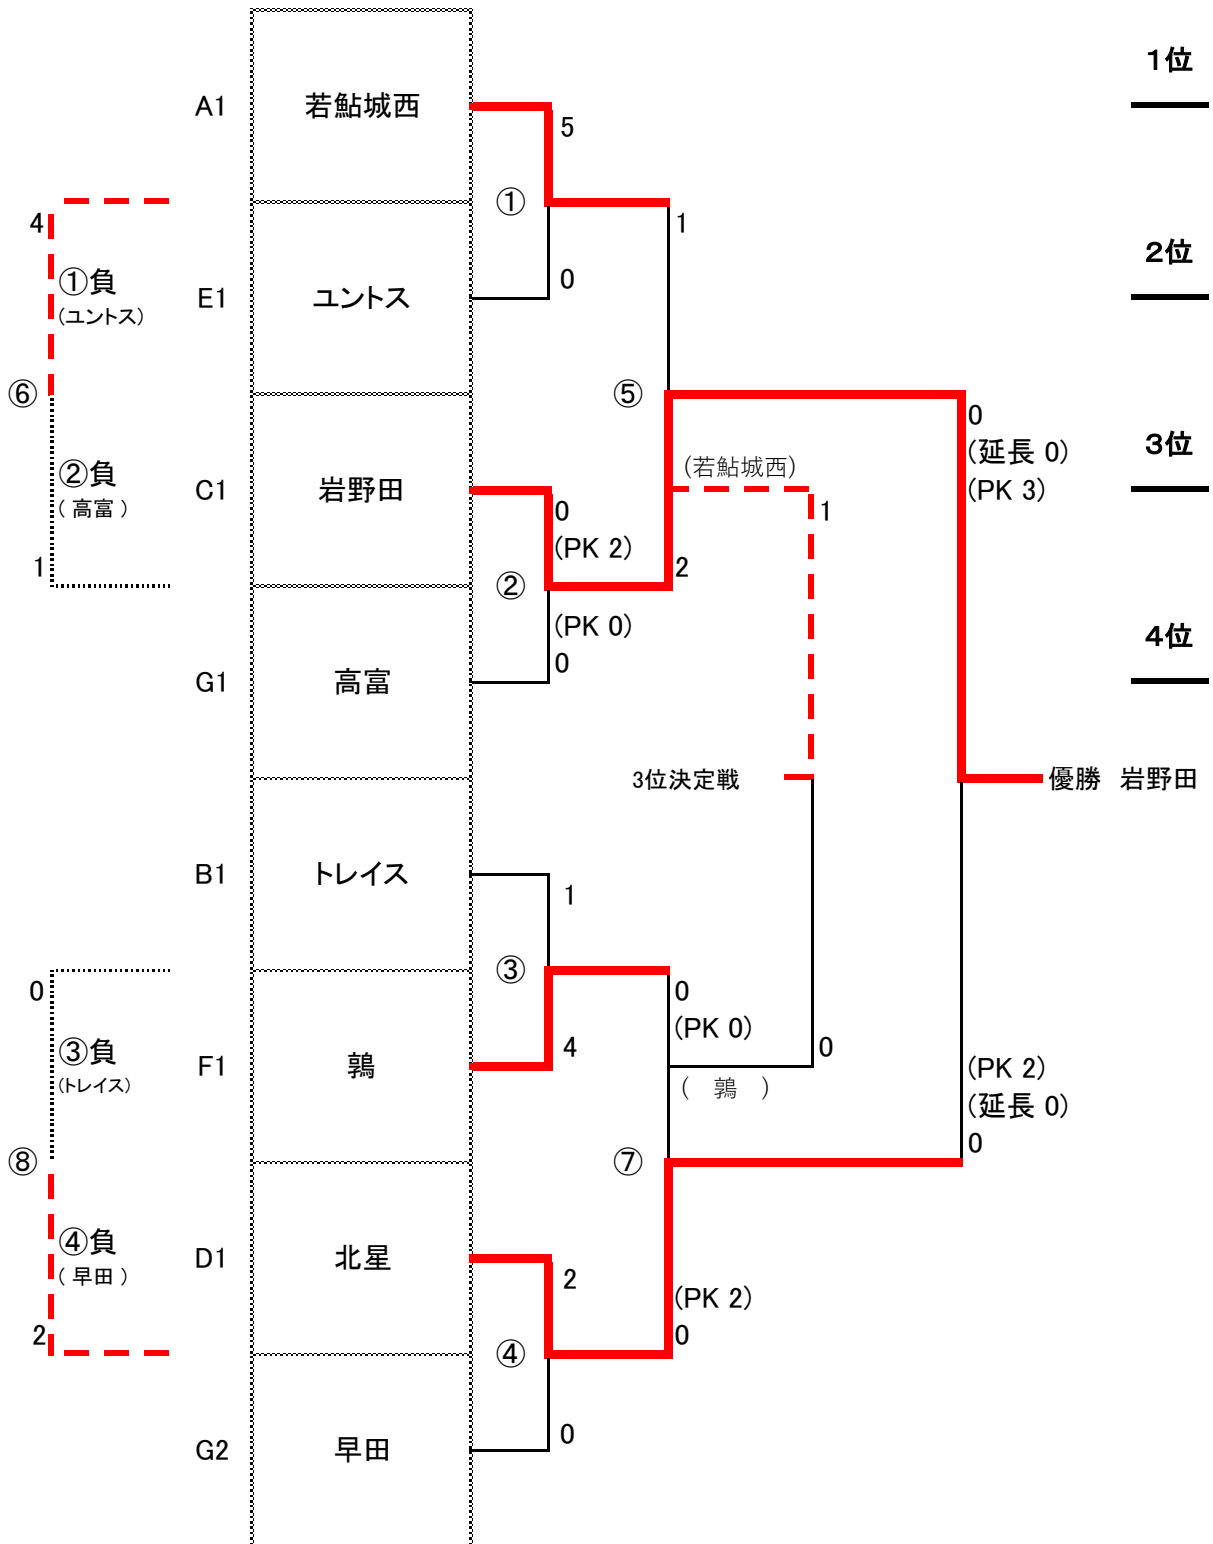 1位
A1
若鮎城西
5
①
4
1
2位
①負
(ユントス)
E1
ユントス
0
⑥
⑤
0
(延長 0)
(PK 3)
3位
②負
(高富)
C1
岩野田
(若鮎城西)
0
(PK 2)
1
1
②
2
(PK 0)
0
4位
G1
高富
3位決定戦
優勝 岩野田
B1
トレイス
1
③
0
0
(PK 0)
③負
(トレイス)
F1
鶉
4
0
( 鶉 )
(PK 2)
(延長 0)
0
⑧
⑦
④負
(早田)
D1
北星
2
(PK 2)
0
2
④
G2
早田
0